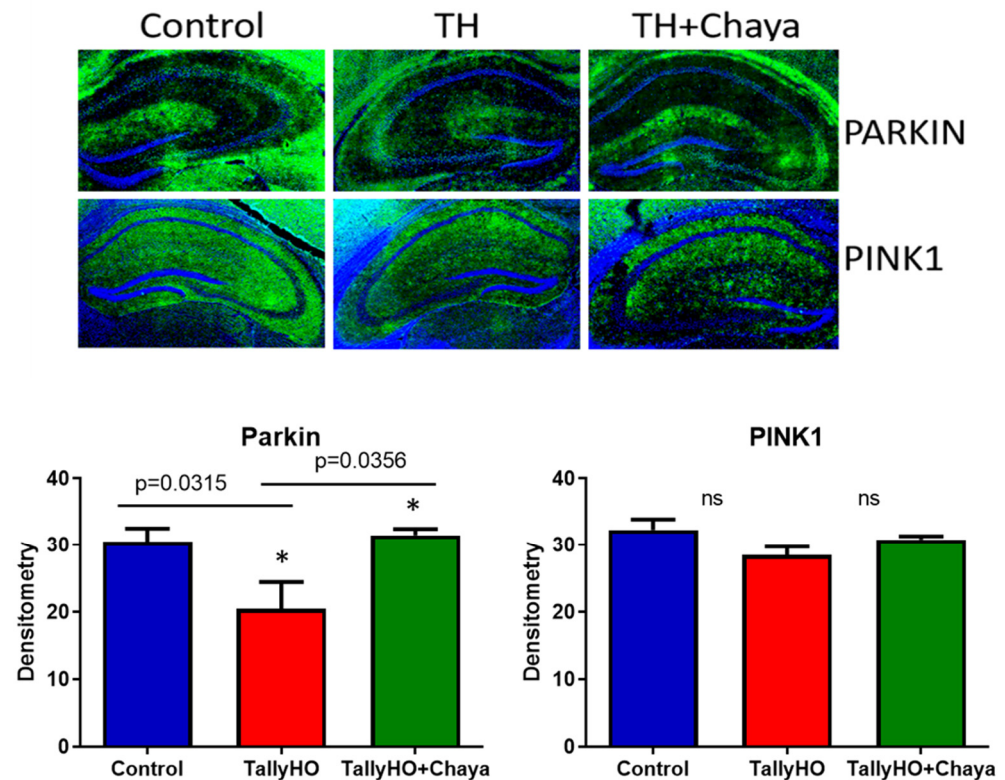 Control TH TH+Chaya
PARKIN
PINK1
Parkin
p=0.0315
p=0.0356
*
*
Densitometry
40
30
20
10
0
Control TallyHO TallyHO+Chaya
PINK1
ns ns
Densitometry
40
30
20
10
0
Control TallyHO TallyHO+Chaya